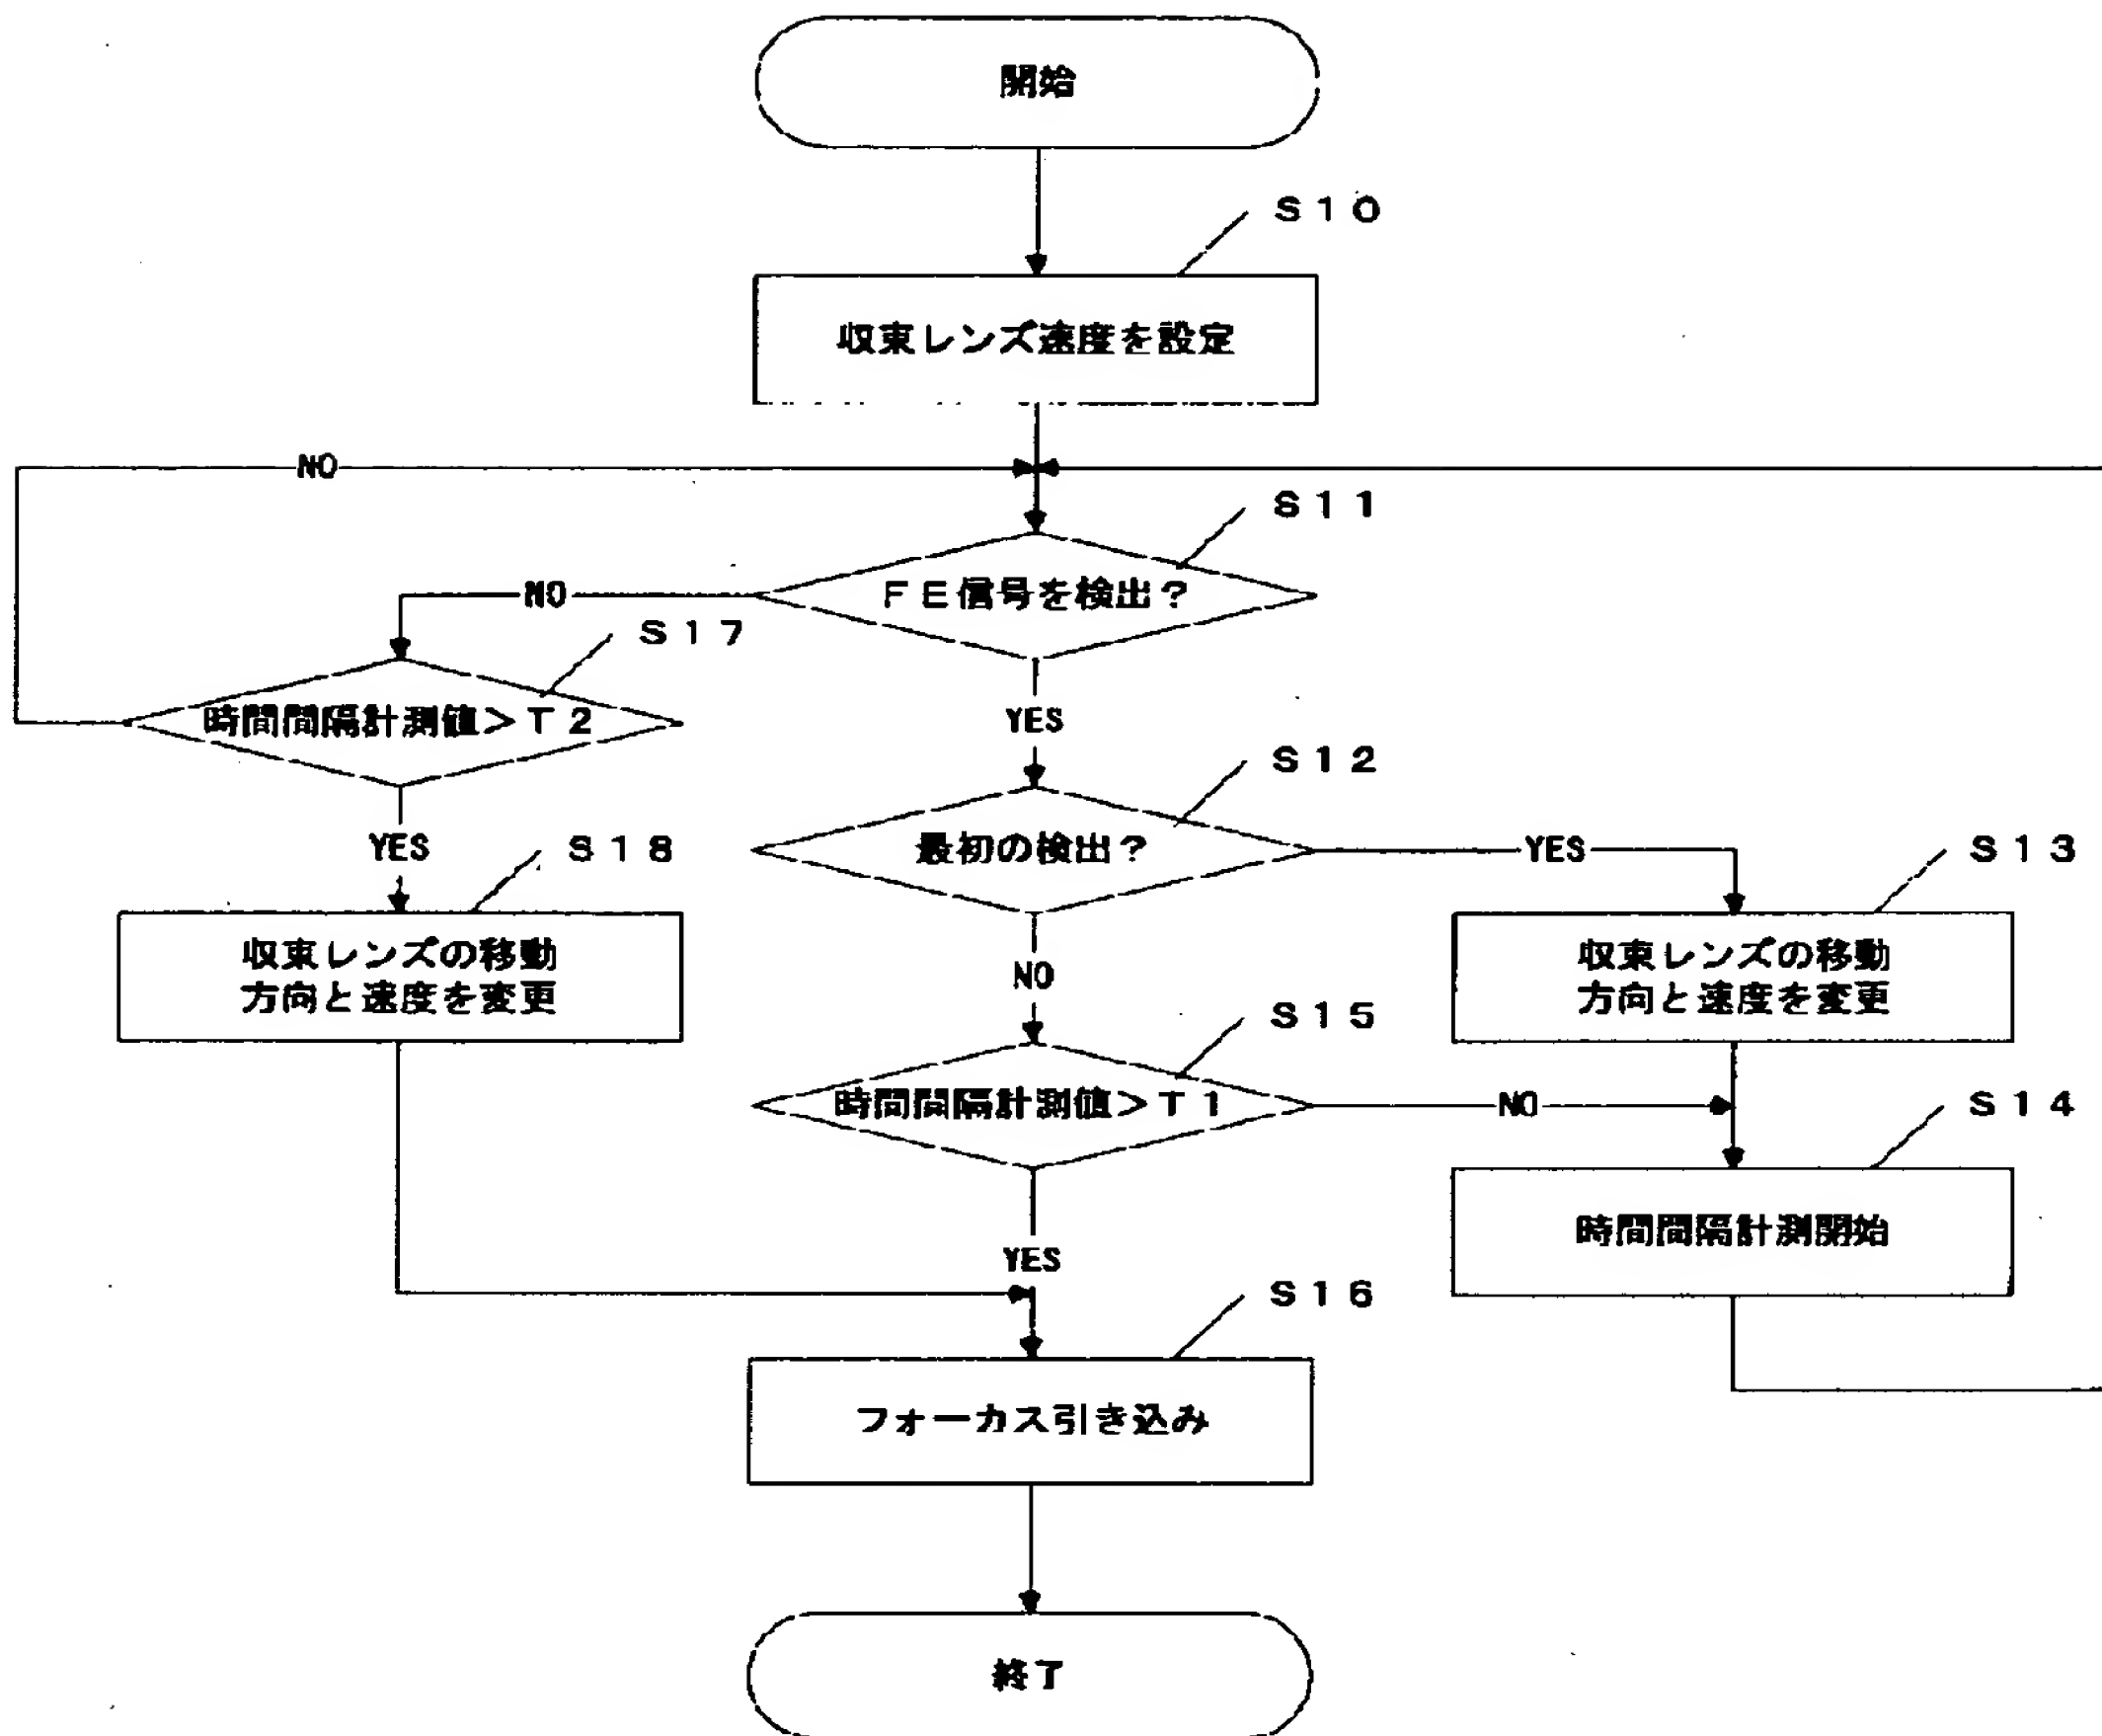 開始
S10
収束レンズ速度を設定
NO
S11
FE信号を検出?
NO
S17
時間間隔計測値>T2
YES
S12
YES
S18
最初の検出?
YES
S13
収束レンズの移動
方向と速度を変更
収束レンズの移動
方向と速度を変更
NO
S15
時間間隔計測値>T1
NO
S14
時間間隔計測開始
YES
S16
フォーカス引き込み
終了